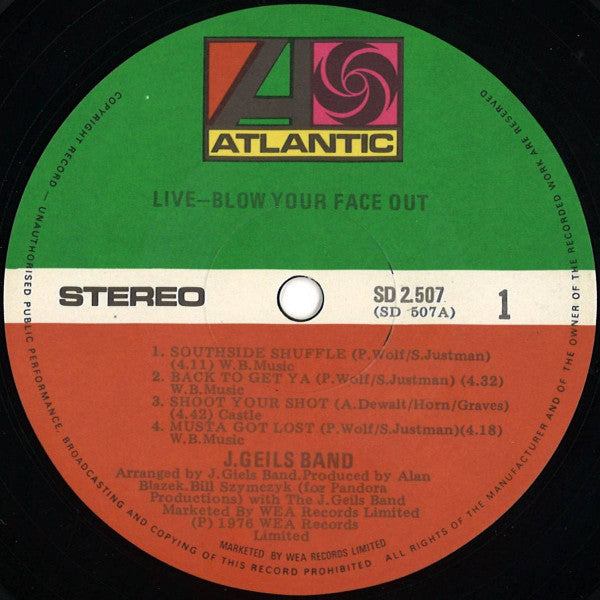 ATLANTIC
LIVE—BLOW YOUR FACE OUT
STEREO
SD 2.507
(SD 507A)
1
1. SOUTHSIDE SHUFFLE (P.Wolf/S.Justman)
(4.11) W.B.Music
2. BACK TO GET YA (P.Wolf/S.Justman) (4.32)
W.B.Music
3. SHOOT YOUR SHOT (A.Dewalt/Horn/Graves)
(4.42) Castle
4. MUSTA GOT LOST (P.Wolf/S.Justman)(4.18)
W.B.Music
J.GEILS BAND
Arranged by J.Giels Band.Produced by Alan
Blazek.Bill Szymczyk (for Pandora
Productions) with The J.Geils Band
Marketed By WEA Records Limited
(P) 1976 WEA Records
Limited
MARKETED BY WEA RECORDS LIMITED
COPYRIGHT RECORD — UNAUTHORISED PUBLIC PERFORMANCE, BROADCASTING AND COPYING OF THIS RECORD PROHIBITED ALL RIGHTS OF THE MANUFACTURER AND OF THE OWNER OF THE RECORDED WORK ARE RESERVED